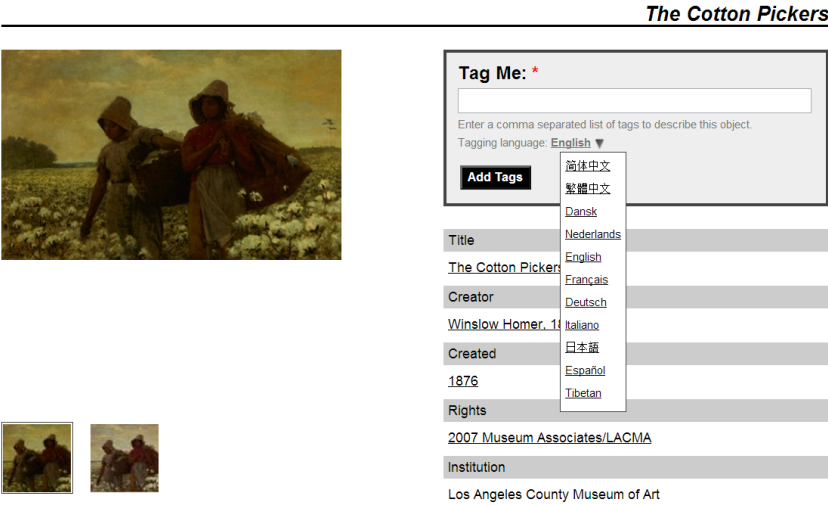 The Cotton Pickers
Tag Me: *
Enter a comma separated list of tags to describe this object.
Tagging language: English ▼
Add Tags
简体中文
繁體中文
Dansk
Nederlands
English
Français
Deutsch
Italiano
日本語
Español
Tibetan
Title
The Cotton Pickers
Creator
Winslow Homer, 18
Created
1876
Rights
2007 Museum Associates/LACMA
Institution
Los Angeles County Museum of Art